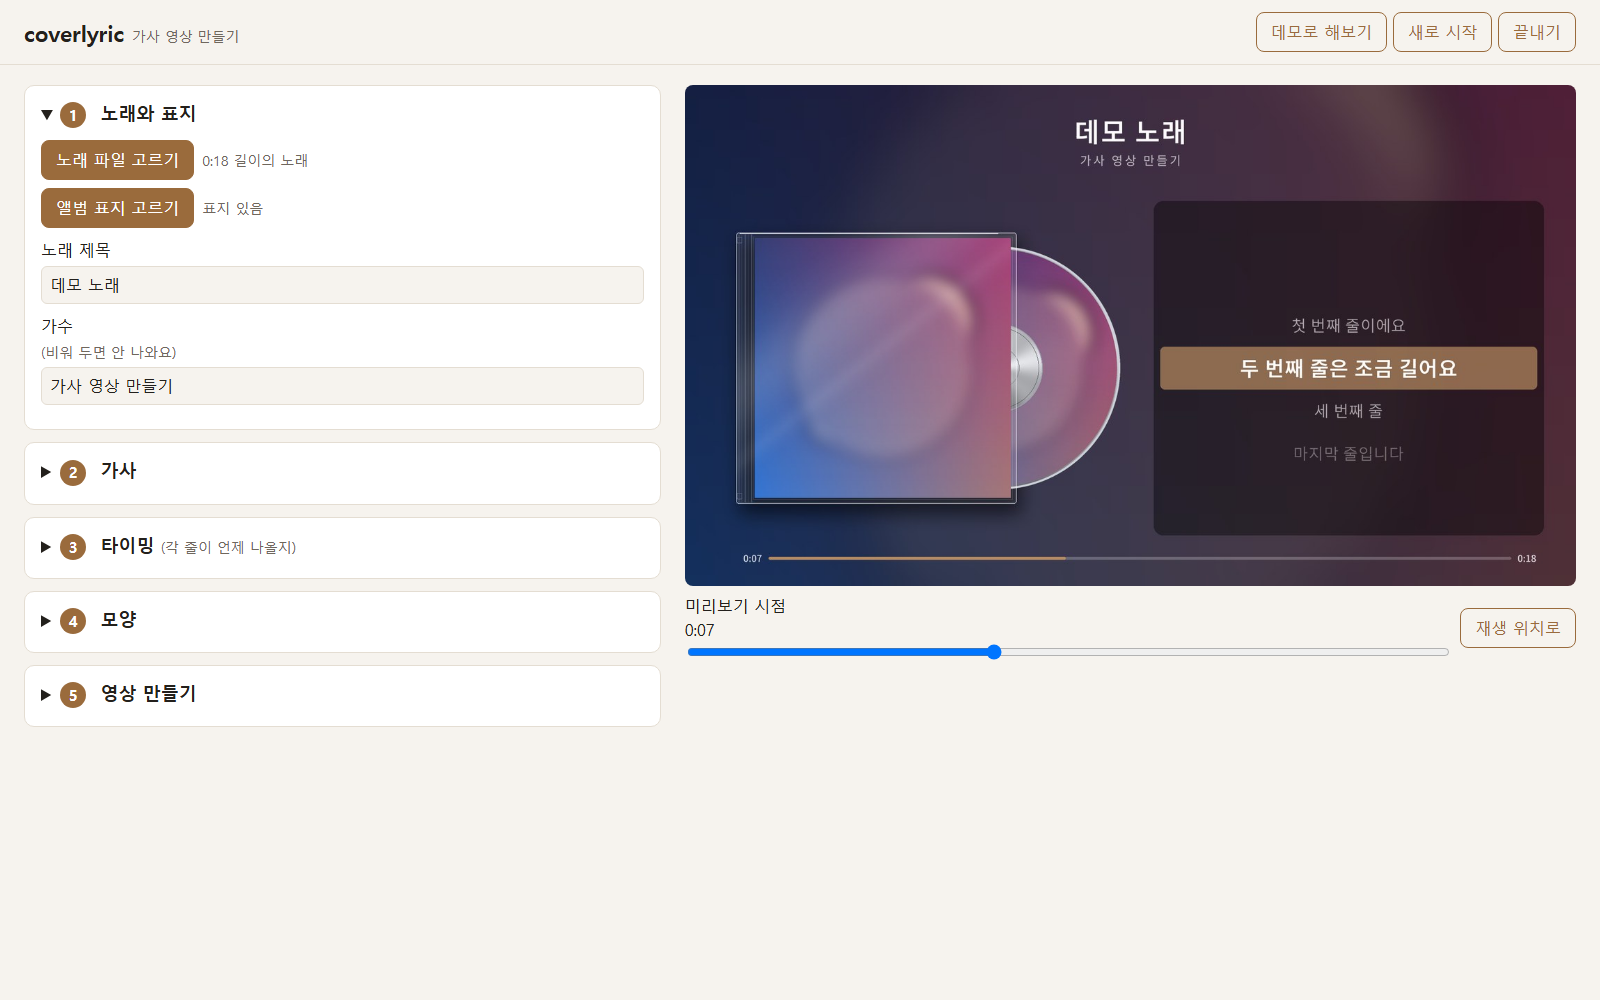 coverlyric 가사 영상 만들기
데모로 해보기
새로 시작
끝내기
1 노래와 표지
노래 파일 고르기 0:18 길이의 노래
앨범 표지 고르기 표지 있음
노래 제목
데모 노래
가수
(비워 두면 안 나와요)
가사 영상 만들기
2 가사
3 타이밍 (각 줄이 언제 나올지)
4 모양
5 영상 만들기
데모 노래
가사 영상 만들기
첫 번째 줄이에요
두 번째 줄은 조금 길어요
세 번째 줄
마지막 줄입니다
0:07 0:18
미리보기 시점
0:07
재생 위치로